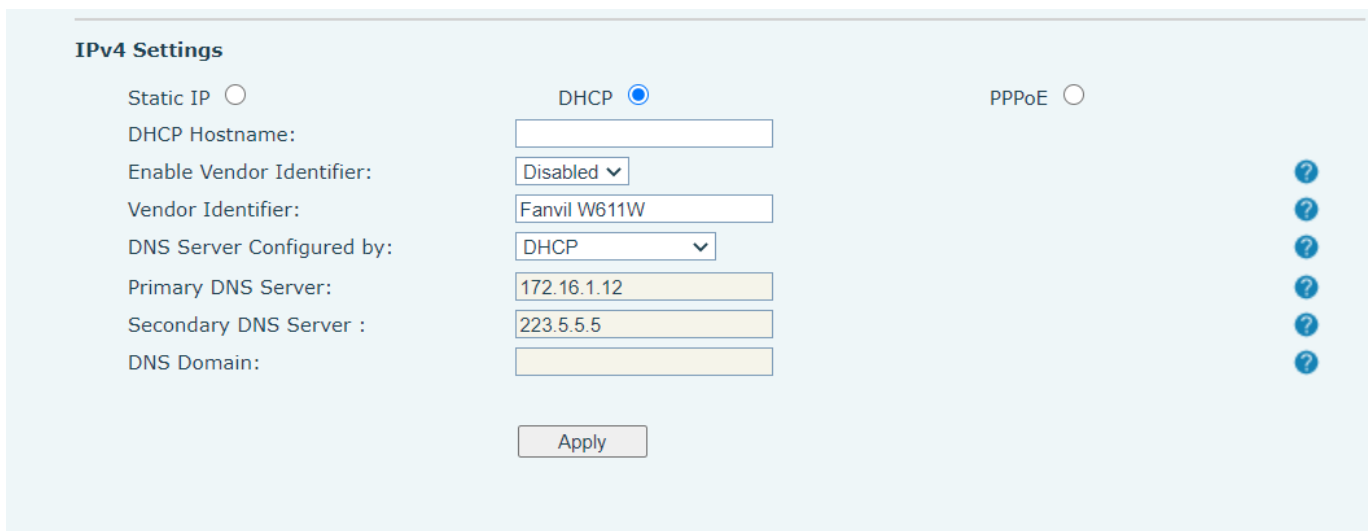 IPv4 Settings
Static IP DHCP PPPoE
DHCP Hostname:
Enable Vendor Identifier: Disabled ?
Vendor Identifier: Fanvil W611W ?
DNS Server Configured by: DHCP ?
Primary DNS Server: 172.16.1.12 ?
Secondary DNS Server : 223.5.5.5 ?
DNS Domain: ?
Apply